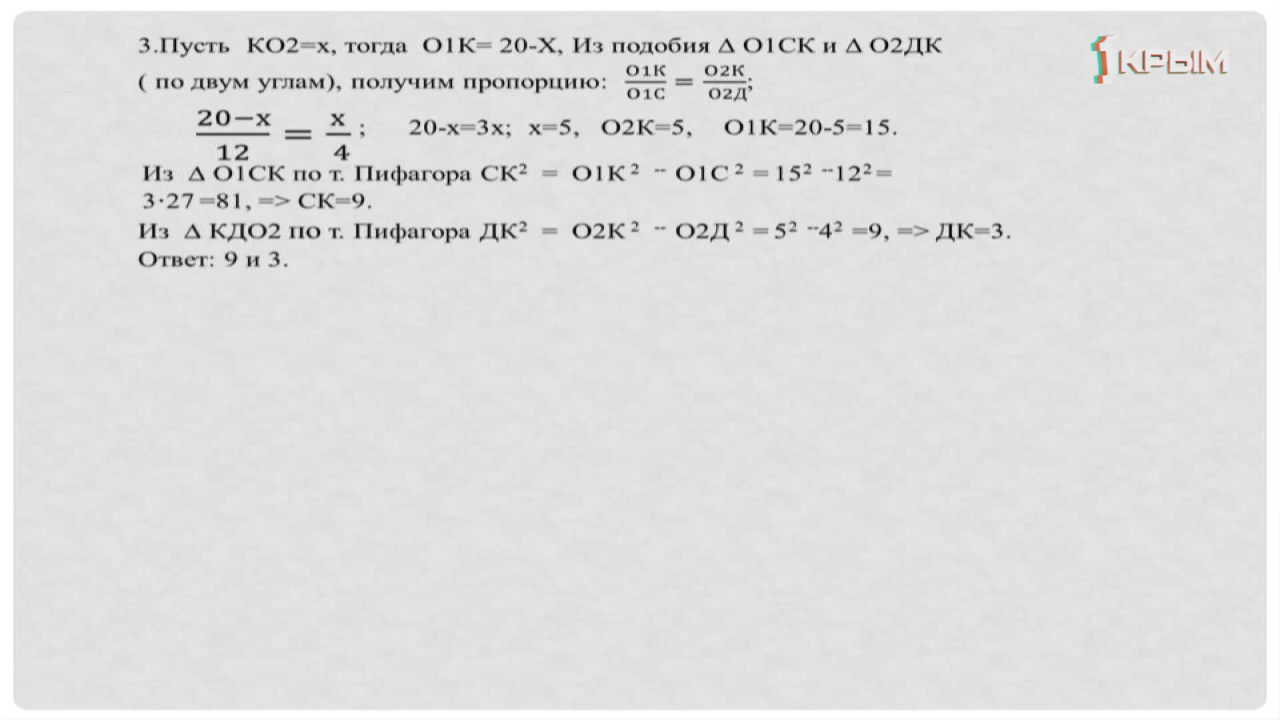 3.Пусть КО2=х, тогда О1К= 20-Х, Из подобия Δ О1СК и Δ О2ДК
( по двум углам), получим пропорцию: О1К/О1С = О2К/О2Д;
20−х/12 = х/4 ; 20-х=3х; х=5, О2К=5, О1К=20-5=15.
Из Δ О1СК по т. Пифагора СК² = О1К² - О1С² = 15² -12² =
3·27 =81, => СК=9.
Из Δ КДО2 по т. Пифагора ДК² = О2К² - О2Д² = 5² -4² =9, => ДК=3.
Ответ: 9 и 3.
1 КРЫМ